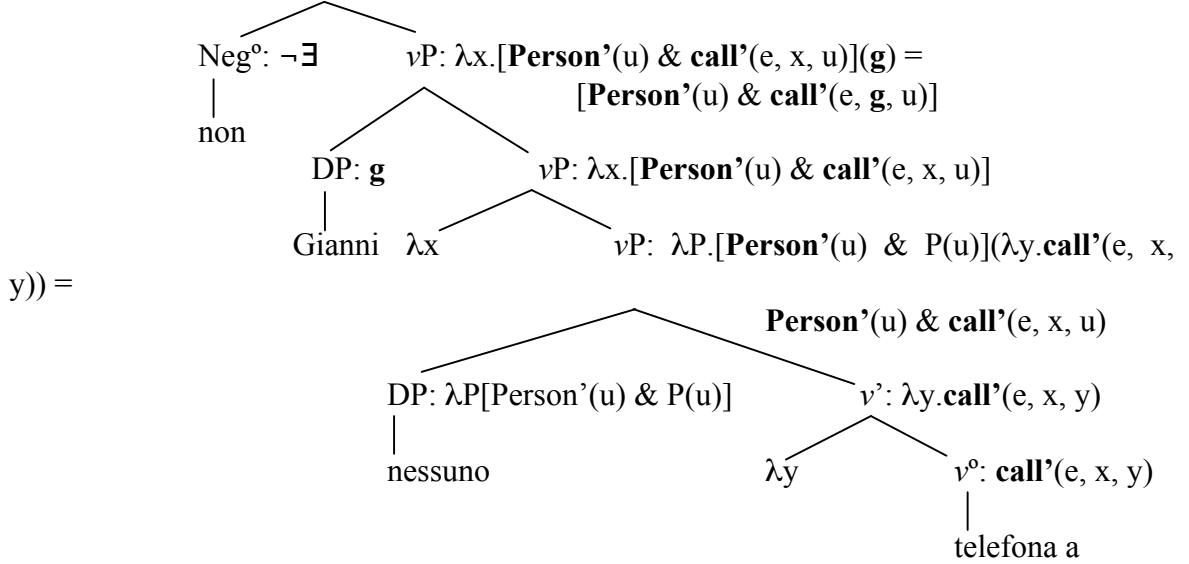 Negº: ¬∃ vP: λx.[Person’(u) & call’(e, x, u)](g) =
[Person’(u) & call’(e, g, u)]
non
DP: g vP: λx.[Person’(u) & call’(e, x, u)]
Gianni λx vP: λP.[Person’(u) & P(u)](λy.call’(e, x,
y)) =
Person’(u) & call’(e, x, u)
DP: λP[Person’(u) & P(u)] v’: λy.call’(e, x, y)
nessuno λy vº: call’(e, x, y)
telefona a